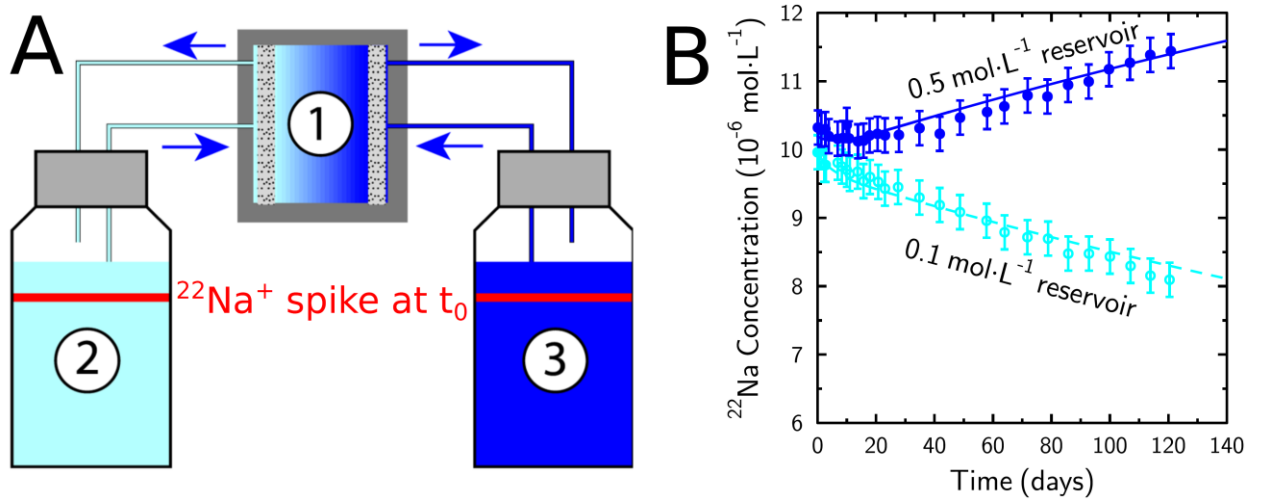 A
1
2
3
²²Na⁺ spike at t₀
B
²²Na Concentration (10⁻⁶ mol·L⁻¹)
12
11
10
9
8
7
6
0.5 mol·L⁻¹ reservoir
0.1 mol·L⁻¹ reservoir
0 20 40 60 80 100 120 140
Time (days)